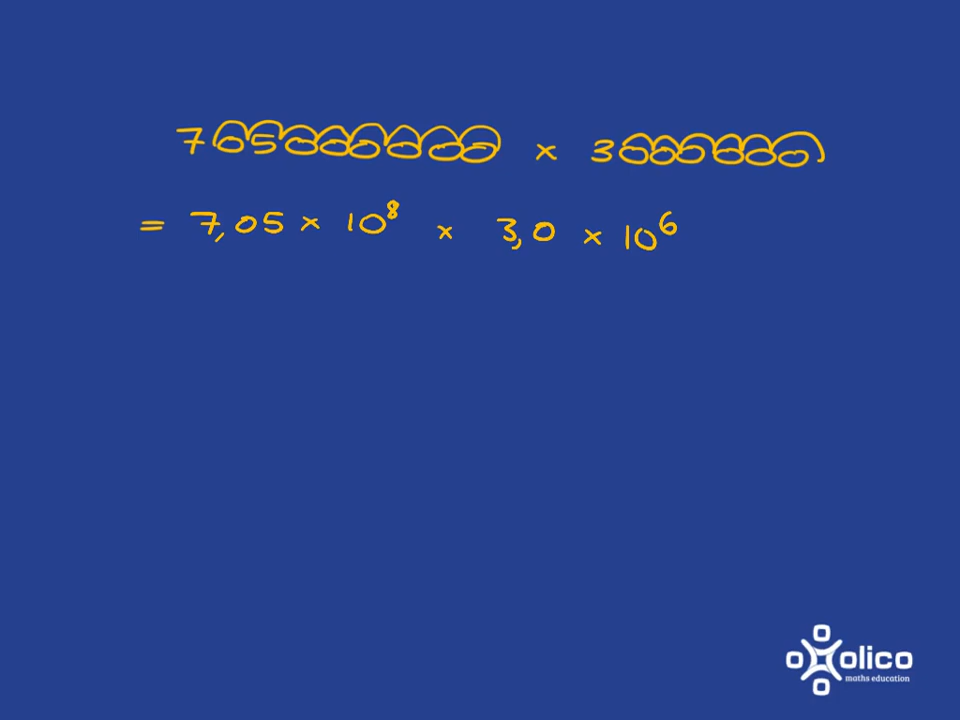 705000000 x 3000000
= 7,05 x 10⁸ x 3,0 x 10⁶
olico
maths education